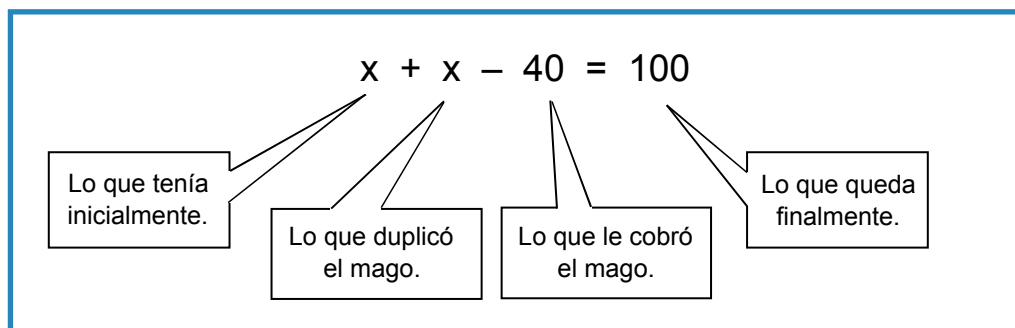 x + x – 40 = 100
Lo que tenía
inicialmente.
Lo que duplicó
el mago.
Lo que le cobró
el mago.
Lo que queda
finalmente.